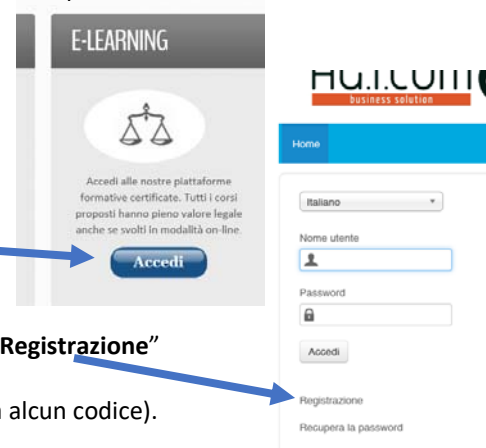 E-LEARNING
Accedi alle nostre piattaforme
formative certificate. Tutti i corsi
proposti hanno pieno valore legale
anche se svolti in modalità on-line.
Accedi
business solution
Home
Italiano
Nome utente
Password
Accedi
Registrazione
Recupera la password
Registrazione”
alcun codice).